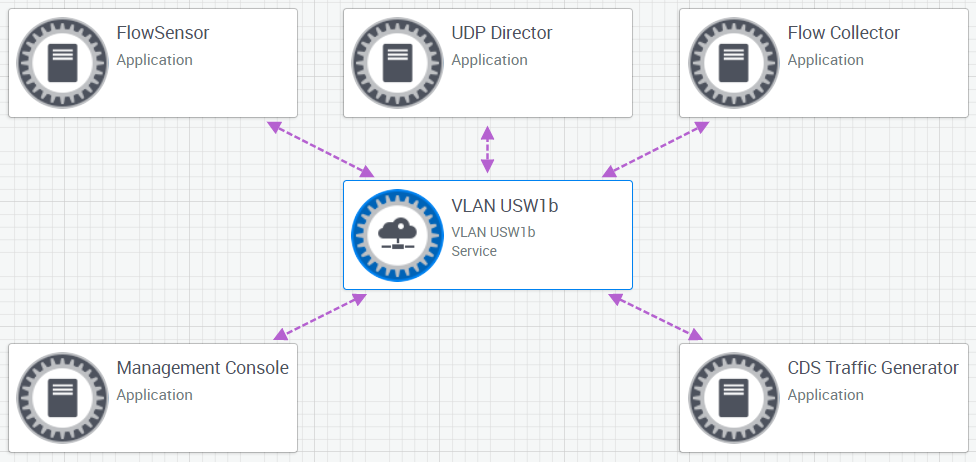 FlowSensor
Application
UDP Director
Application
Flow Collector
Application
VLAN USW1b
VLAN USW1b
Service
Management Console
Application
CDS Traffic Generator
Application